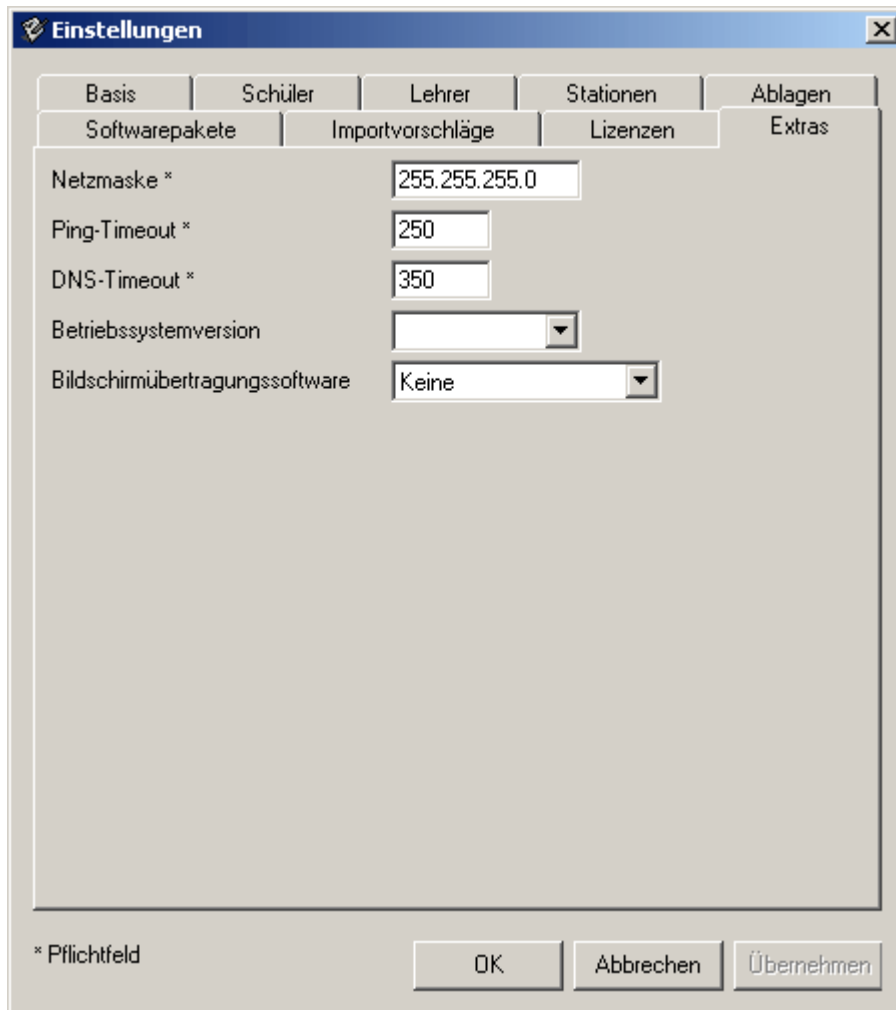 Einstellungen
Basis Schüler Lehrer Stationen Ablagen
Softwarepakete Importvorschläge Lizenzen Extras
Netzmaske * 255.255.255.0
Ping-Timeout * 250
DNS-Timeout * 350
Betriebssystemversion
Bildschirmübertragungssoftware Keine
* Pflichtfeld OK Abbrechen Übernehmen